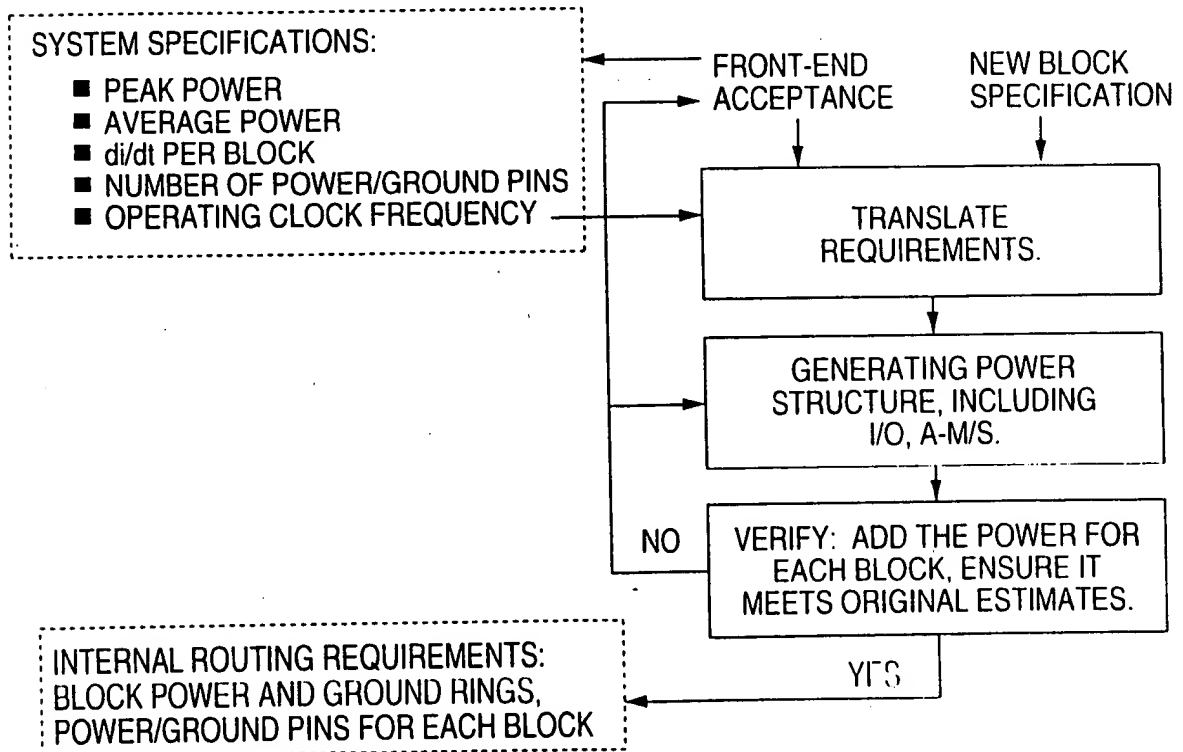 SYSTEM SPECIFICATIONS:
■ PEAK POWER
■ AVERAGE POWER
■ di/dt PER BLOCK
■ NUMBER OF POWER/GROUND PINS
■ OPERATING CLOCK FREQUENCY
FRONT-END
ACCEPTANCE
NEW BLOCK
SPECIFICATION
TRANSLATE
REQUIREMENTS.
GENERATING POWER
STRUCTURE, INCLUDING
I/O, A-M/S.
NO
VERIFY: ADD THE POWER FOR
EACH BLOCK, ENSURE IT
MEETS ORIGINAL ESTIMATES.
YES
INTERNAL ROUTING REQUIREMENTS:
BLOCK POWER AND GROUND RINGS,
POWER/GROUND PINS FOR EACH BLOCK